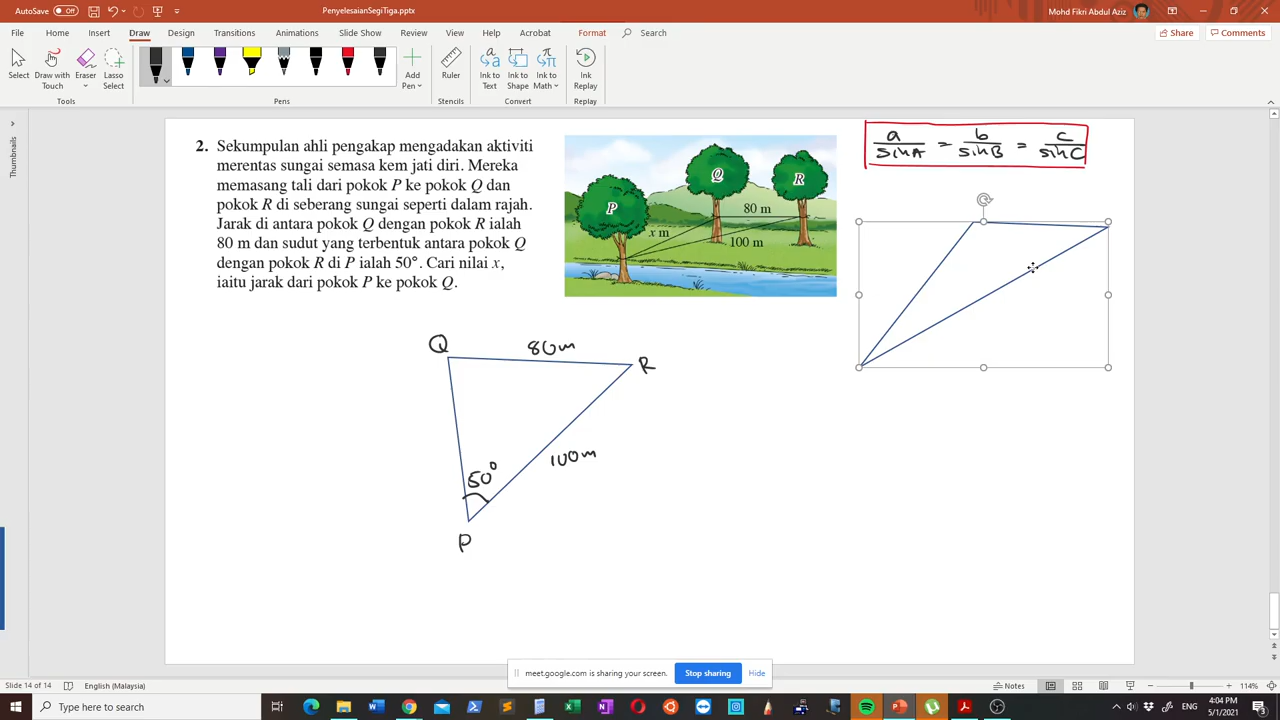 AutoSave Off
PenyelesaianSegiTiga.pptx
Mohd Fikri Abdul Aziz
File Home Insert Draw Design Transitions Animations Slide Show Review View Help Acrobat Format Search
Share Comments
Select
Draw with Touch
Eraser
Lasso Select
Add Pen
Ruler
Ink to Text
Ink to Shape
Ink to Math
Ink Replay
Tools Pens Stencils Convert Replay
Thumbnails
2. Sekumpulan ahli pengakap mengadakan aktiviti
merentas sungai semasa kem jati diri. Mereka
memasang tali dari pokok P ke pokok Q dan
pokok R di seberang sungai seperti dalam rajah.
Jarak di antara pokok Q dengan pokok R ialah
80 m dan sudut yang terbentuk antara pokok Q
dengan pokok R di P ialah 50°. Cari nilai x,
iaitu jarak dari pokok P ke pokok Q.
P
Q
R
80 m
x m
100 m
a/sinA = b/sinB = c/sinC
Q
80m
R
100m
50°
P
meet.google.com is sharing your screen. Stop sharing Hide
Slide 14 of 14 English (Malaysia)
Notes
114%
Type here to search
4:04 PM
5/1/2021